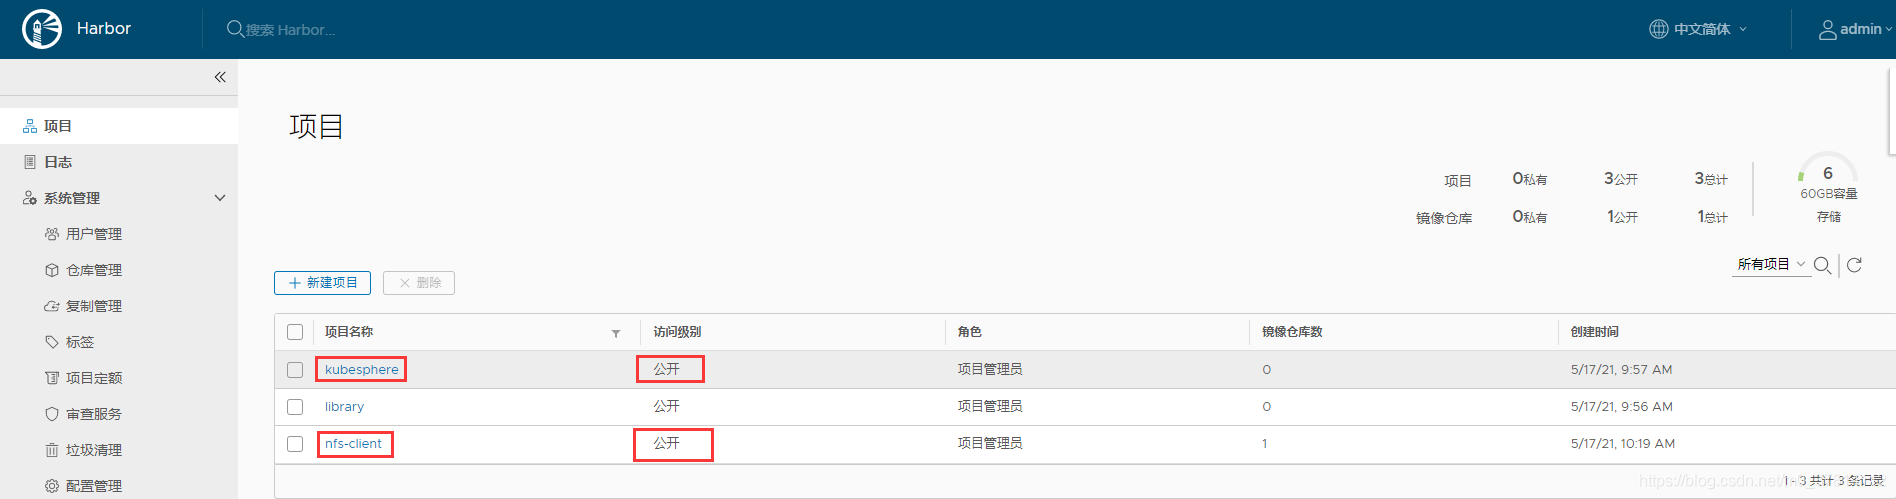 Harbor
搜索 Harbor...
中文简体
admin
项目
日志
系统管理
用户管理
仓库管理
复制管理
标签
项目定额
审查服务
垃圾清理
配置管理
项目
项目 0私有 3公开 3总计
镜像仓库 0私有 1公开 1总计
6
60GB容量
存储
新建项目 删除
所有项目
项目名称 访问级别 角色 镜像仓库数 创建时间
kubesphere 公开 项目管理员 0 5/17/21, 9:57 AM
library 公开 项目管理员 0 5/17/21, 9:56 AM
nfs-client 公开 项目管理员 1 5/17/21, 10:19 AM
1 - 3 共计 3 条记录